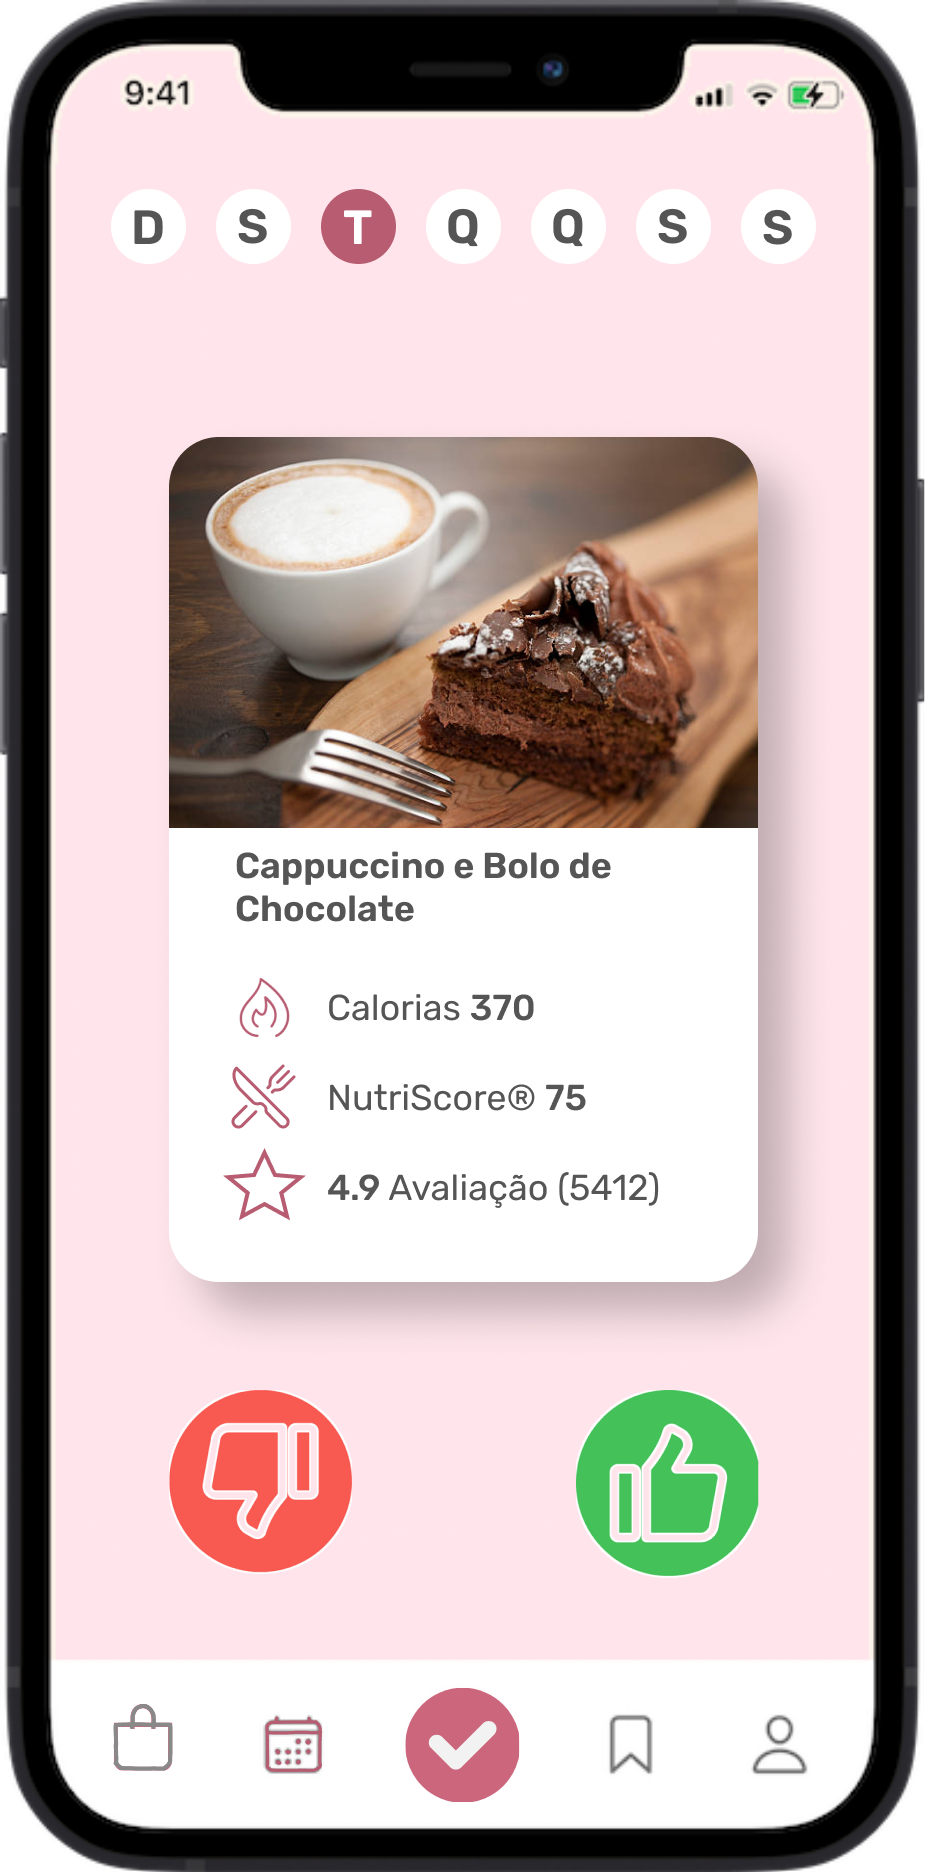 9:41
D S T Q Q S S
Cappuccino e Bolo de
Chocolate
Calorias 370
NutriScore® 75
4.9 Avaliação (5412)